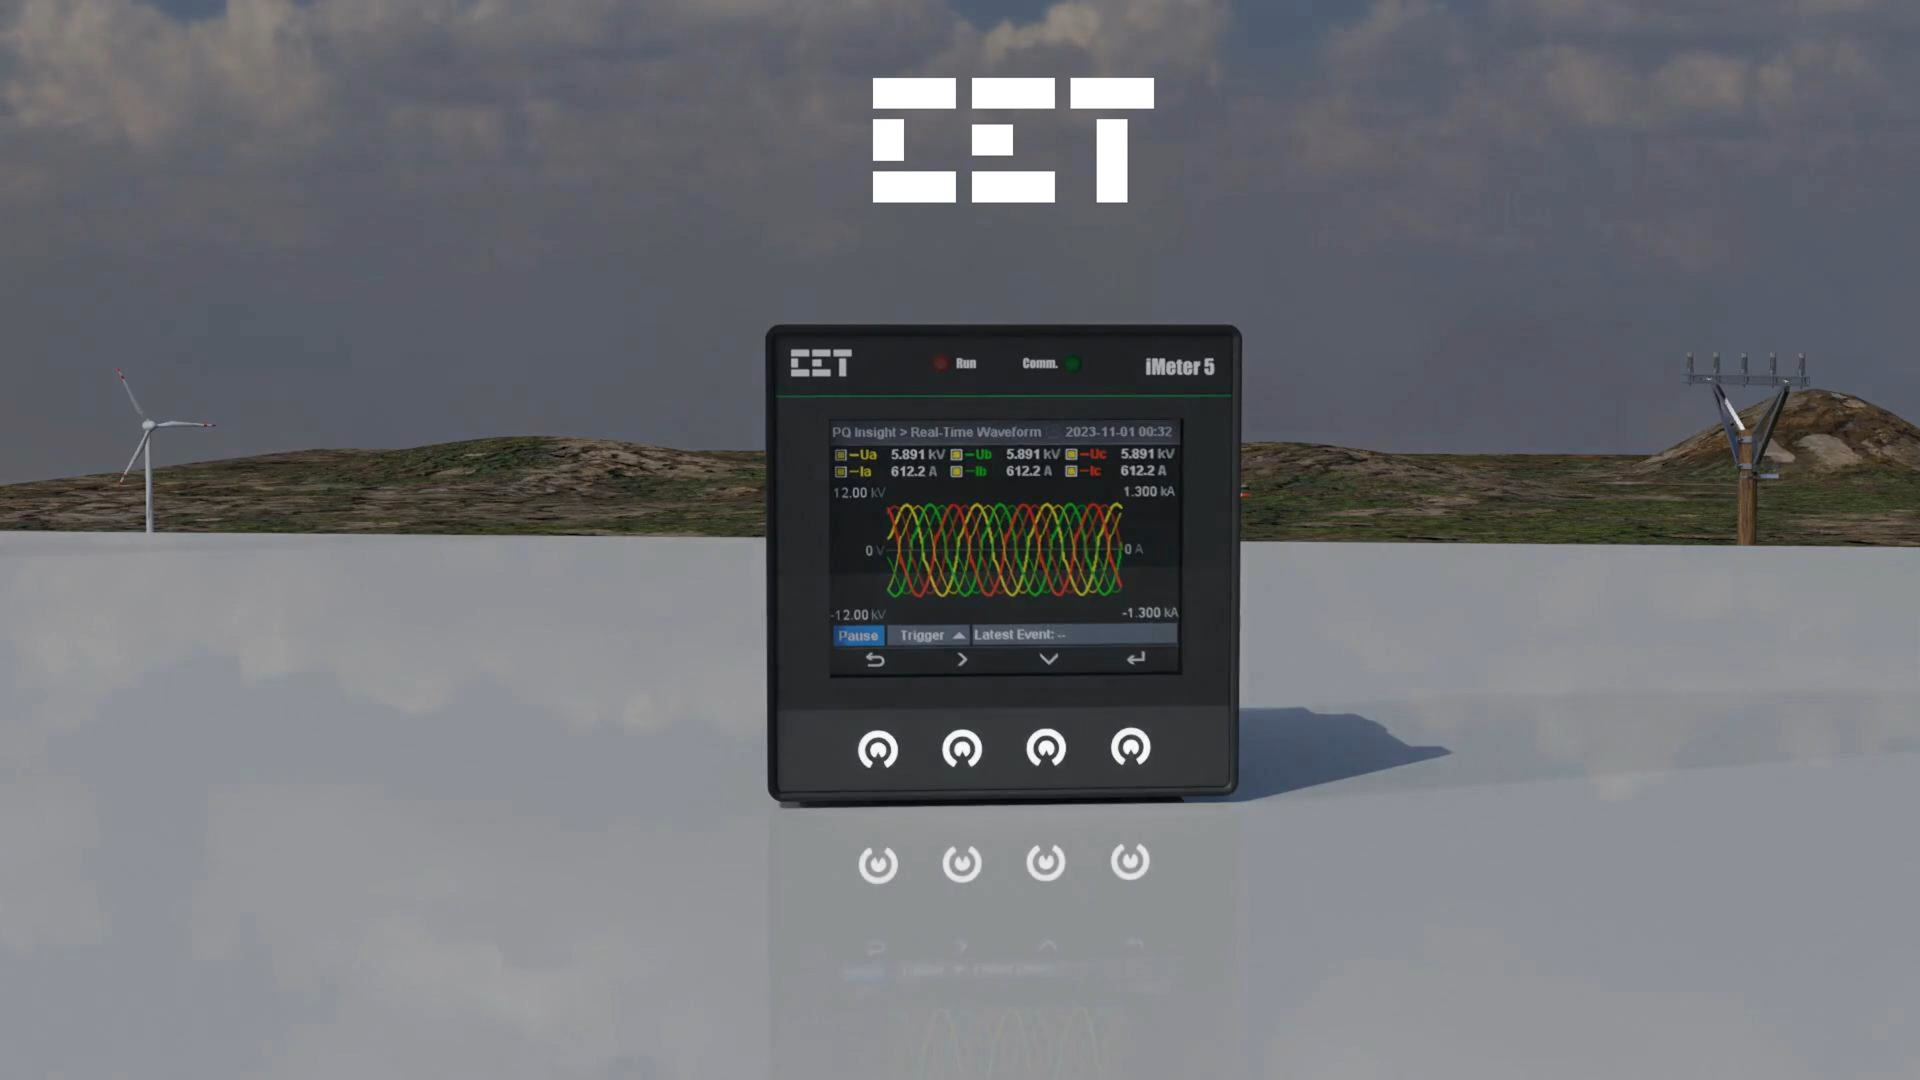 CET
CET Run Comm. iMeter 5
PQ Insight > Real-Time Waveform 2023-11-01 00:32
Ua 5.891 kV Ub 5.891 kV Uc 5.891 kV
Ia 612.2 A Ib 612.2 A Ic 612.2 A
12.00 kV 1.300 kA
0 V 0 A
-12.00 kV -1.300 kA
Pause Trigger Latest Event: --